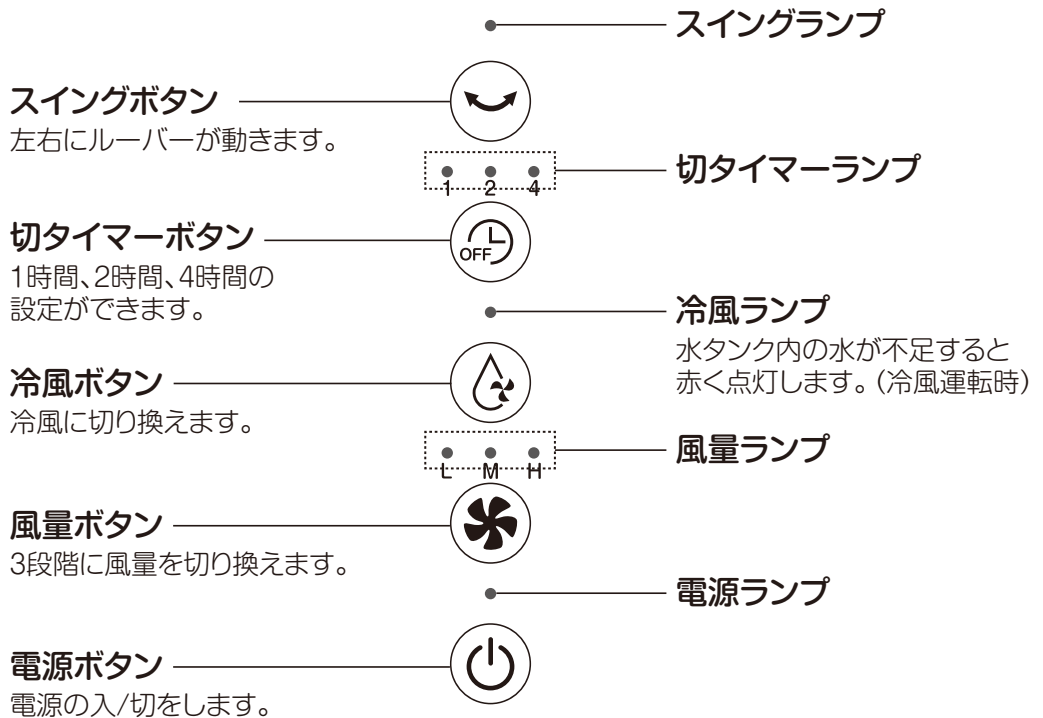 スイングランプ
スイングボタン
左右にルーバーが動きます。
1 2 4
切タイマーランプ
切タイマーボタン
1時間、2時間、4時間の
設定ができます。
OFF
冷風ランプ
水タンク内の水が不足すると
赤く点灯します。（冷風運転時）
冷風ボタン
冷風に切り換えます。
L M H
風量ランプ
風量ボタン
3段階に風量を切り換えます。
電源ランプ
電源ボタン
電源の入/切をします。